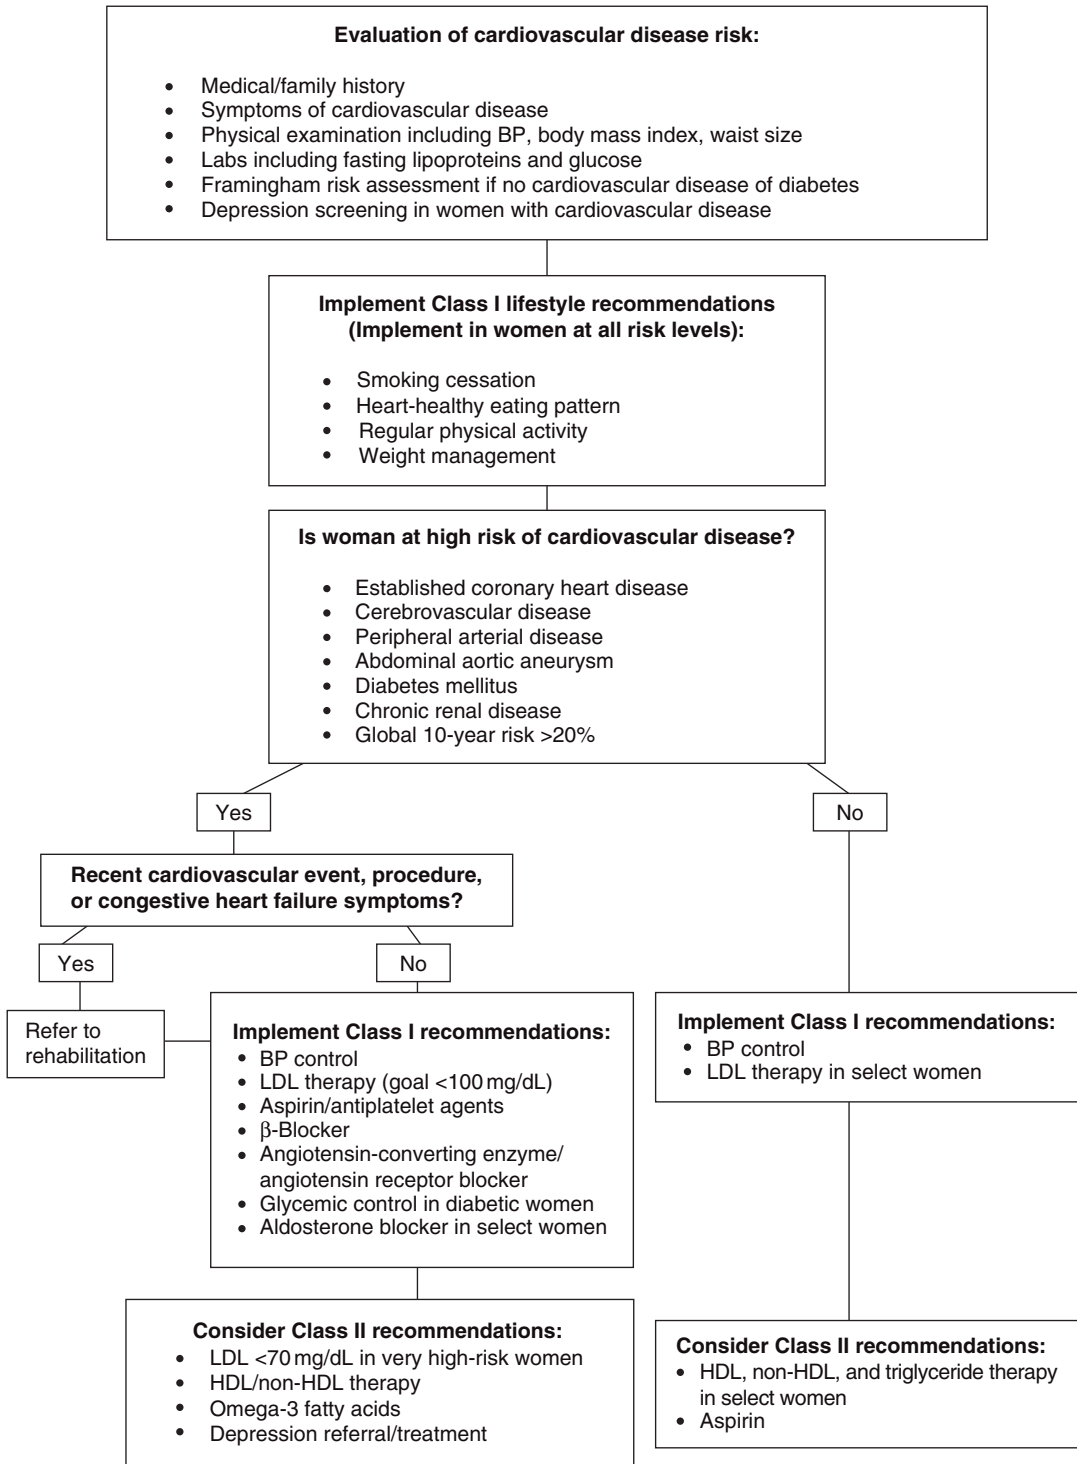 Evaluation of cardiovascular disease risk:
• Medical/family history
• Symptoms of cardiovascular disease
• Physical examination including BP, body mass index, waist size
• Labs including fasting lipoproteins and glucose
• Framingham risk assessment if no cardiovascular disease of diabetes
• Depression screening in women with cardiovascular disease
Implement Class I lifestyle recommendations
(Implement in women at all risk levels):
• Smoking cessation
• Heart-healthy eating pattern
• Regular physical activity
• Weight management
Is woman at high risk of cardiovascular disease?
• Established coronary heart disease
• Cerebrovascular disease
• Peripheral arterial disease
• Abdominal aortic aneurysm
• Diabetes mellitus
• Chronic renal disease
• Global 10-year risk >20%
Yes
No
Recent cardiovascular event, procedure,
or congestive heart failure symptoms?
Yes
No
Refer to
rehabilitation
Implement Class I recommendations:
• BP control
• LDL therapy (goal <100 mg/dL)
• Aspirin/antiplatelet agents
• β-Blocker
• Angiotensin-converting enzyme/
angiotensin receptor blocker
• Glycemic control in diabetic women
• Aldosterone blocker in select women
Implement Class I recommendations:
• BP control
• LDL therapy in select women
Consider Class II recommendations:
• LDL <70 mg/dL in very high-risk women
• HDL/non-HDL therapy
• Omega-3 fatty acids
• Depression referral/treatment
Consider Class II recommendations:
• HDL, non-HDL, and triglyceride therapy
in select women
• Aspirin